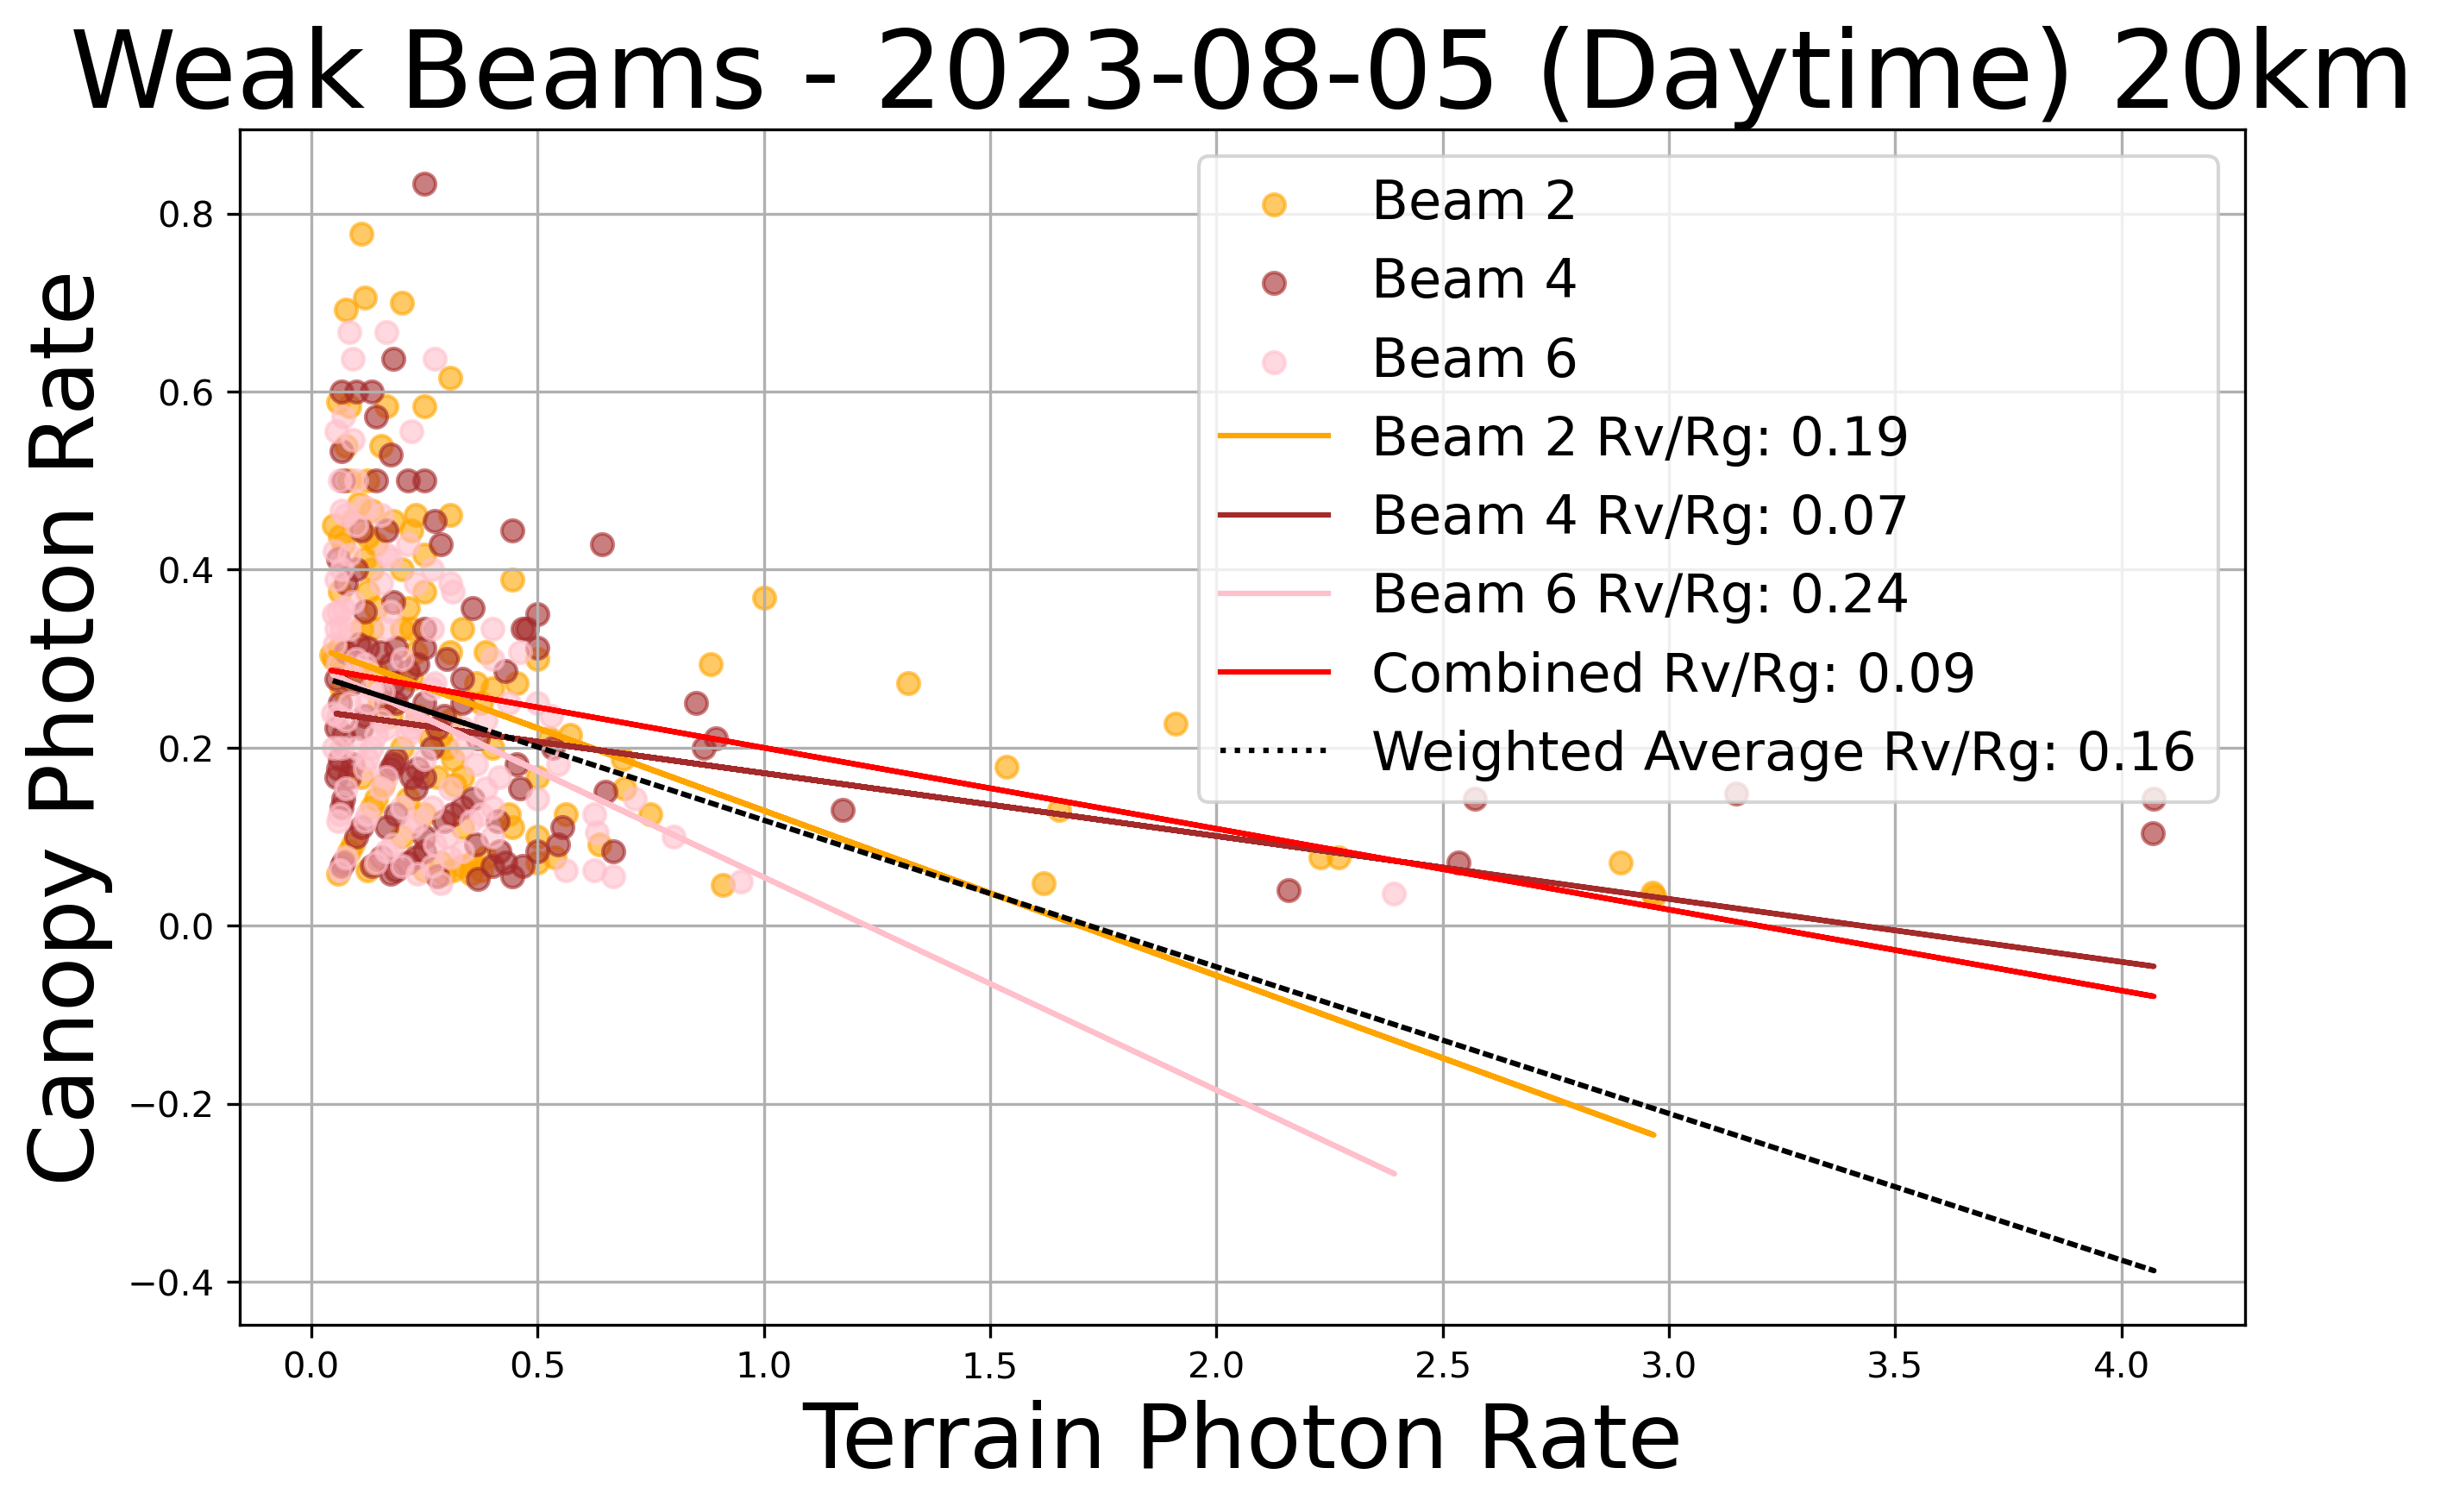 Weak Beams - 2023-08-05 (Daytime) 20km
Canopy Photon Rate
0.8
0.6
0.4
0.2
0.0
−0.2
−0.4
Beam 2
Beam 4
Beam 6
Beam 2 Rv/Rg: 0.19
Beam 4 Rv/Rg: 0.07
Beam 6 Rv/Rg: 0.24
Combined Rv/Rg: 0.09
Weighted Average Rv/Rg: 0.16
0.0 0.5 1.0 1.5 2.0 2.5 3.0 3.5 4.0
Terrain Photon Rate